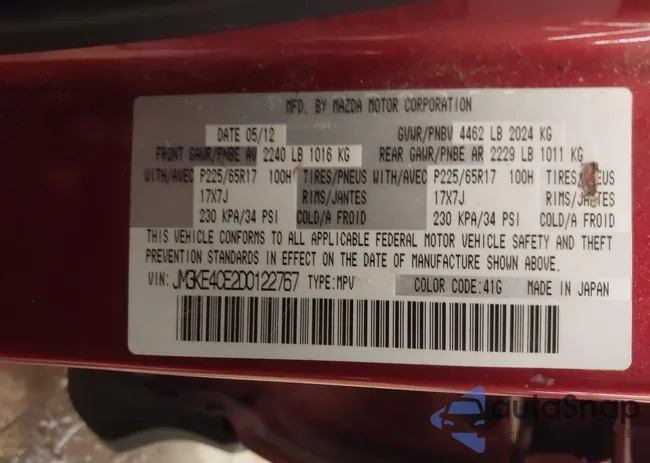 MFD. BY MAZDA MOTOR CORPORATION
DATE 05/12 GVWR/PNBV 4462 LB 2024 KG
FRONT GAWR/PNBE AV 2240 LB 1016 KG REAR GAWR/PNBE AR 2229 LB 1011 KG
WITH/AVEC P225/65R17 100H TIRES/PNEUS WITH/AVEC P225/65R17 100H TIRES/PNEUS
17X7J RIMS/JANTES 17X7J RIMS/JANTES
230 KPA/34 PSI COLD/A FROID 230 KPA/34 PSI COLD/A FROID
THIS VEHICLE CONFORMS TO ALL APPLICABLE FEDERAL MOTOR VEHICLE SAFETY AND THEFT
PREVENTION STANDARDS IN EFFECT ON THE DATE OF MANUFACTURE SHOWN ABOVE.
VIN: JM3KE4CE2D0122767 TYPE:MPV COLOR CODE:41G MADE IN JAPAN
autoSnap